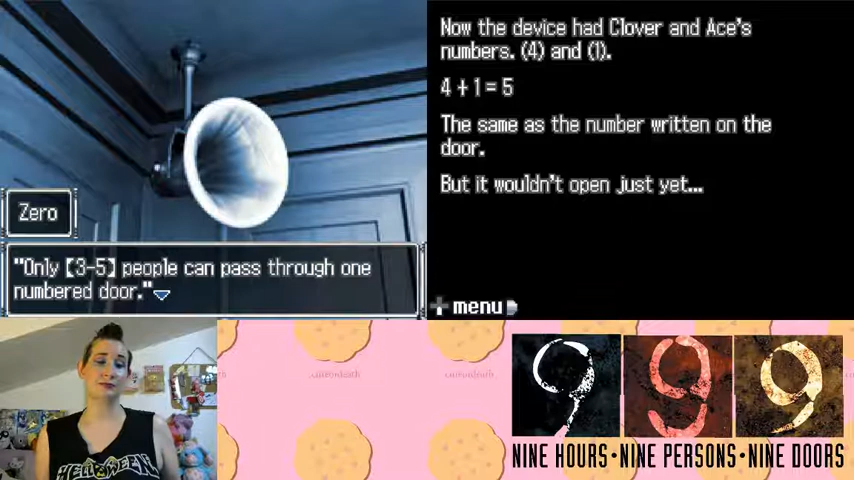 Zero
"Only【3-5】people can pass through one
numbered door."
Now the device had Clover and Ace's
numbers. (4) and (1).
4 + 1 = 5
The same as the number written on the
door.
But it wouldn't open just yet...
menu
HELLOWEEN
999
NINE HOURS•NINE PERSONS•NINE DOORS